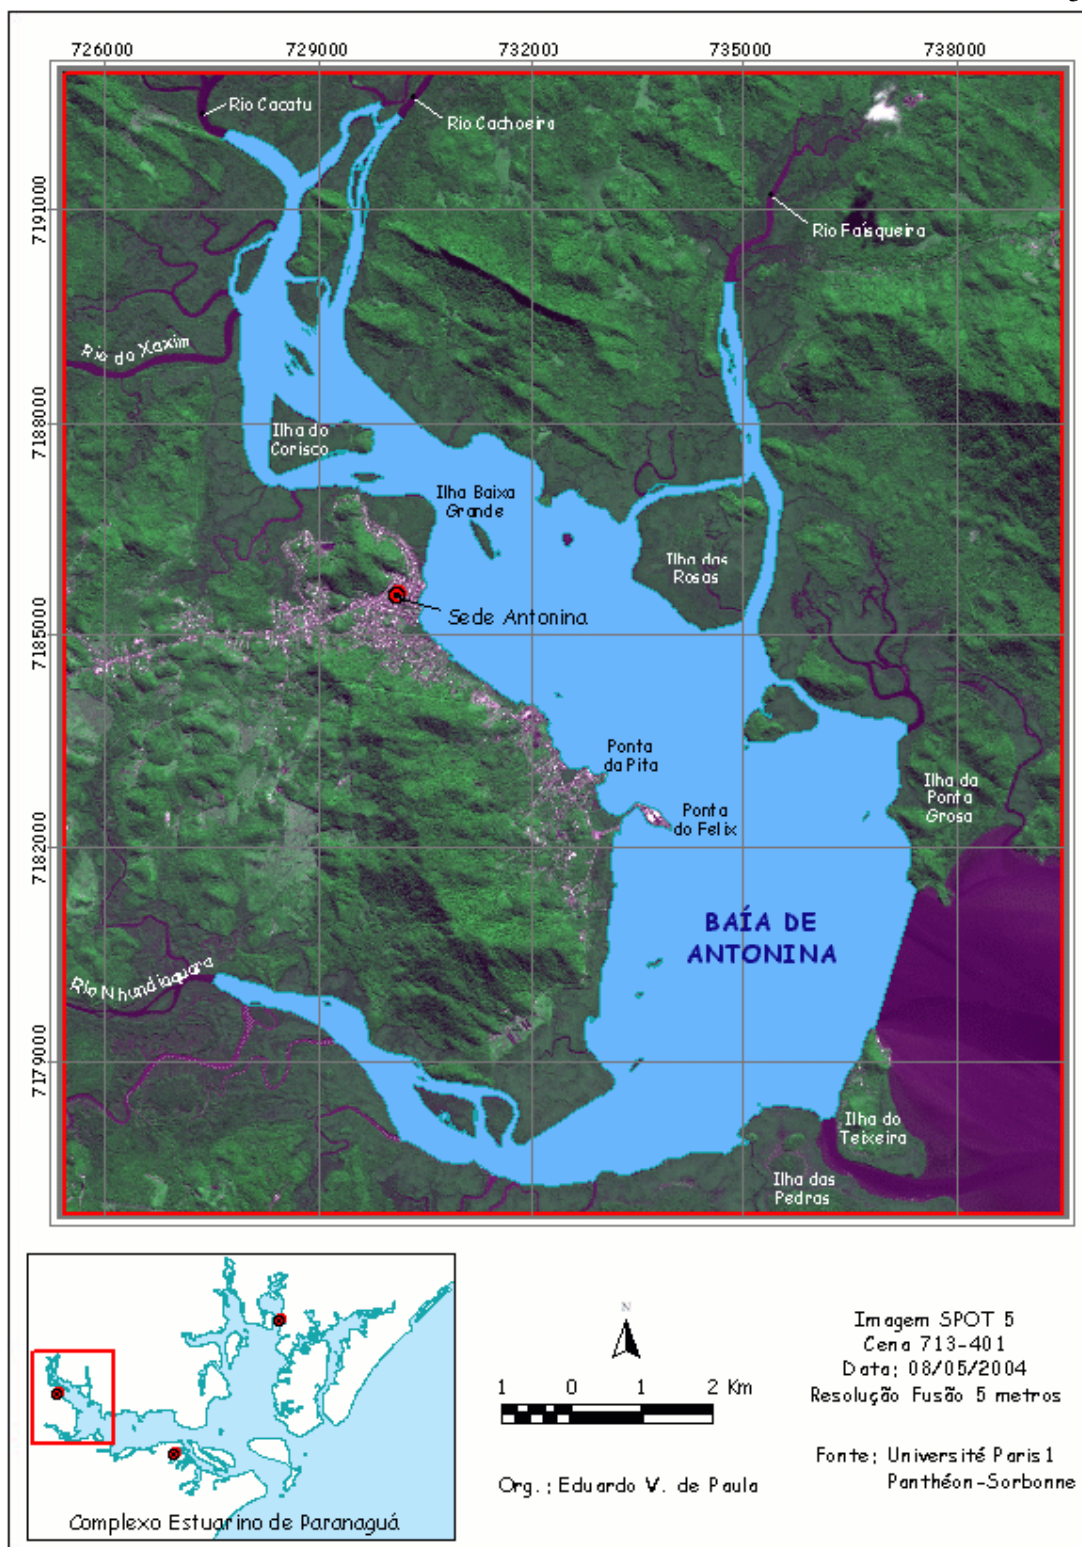 726000 729000 732000 735000 738000
Rio Cacatu
Rio Cachoeira
7191000
Rio Faisqueira
Rio do Xaxim
7188000
Ilha do
Corisco
Ilha Baixa
Grande
Ilha das
Rosas
Sede Antonina
7185000
Ponta
da Pita
Ilha da
Ponta
Grosa
Ponta
do Felix
7182000
BAÍA DE
ANTONINA
Rio Nhundiaquara
7179000
Ilha do
Teixeira
Ilha das
Pedras
Complexo Estuarino de Paranaguá
N
1 0 1 2 Km
Org.: Eduardo V. de Paula
Imagem SPOT 5
Cena 713-401
Data: 08/05/2004
Resolução Fusão 5 metros
Fonte: Université Paris 1
Panthéon-Sorbonne